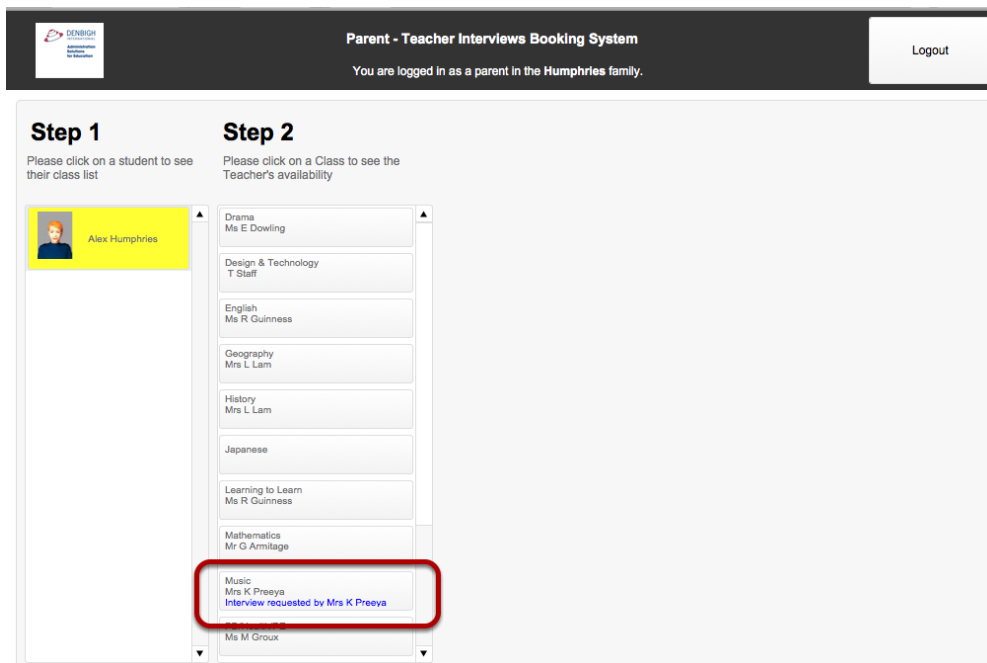 DENBIGH
INTERNATIONAL
Administration
Solutions
for Education
Parent - Teacher Interviews Booking System
You are logged in as a parent in the Humphries family.
Logout
Step 1
Please click on a student to see
their class list
Alex Humphries
Step 2
Please click on a Class to see the
Teacher's availability
Drama
Ms E Dowling
Design & Technology
T Staff
English
Ms R Guinness
Geography
Mrs L Lam
History
Mrs L Lam
Japanese
Learning to Learn
Ms R Guinness
Mathematics
Mr G Armitage
Music
Mrs K Preeya
Interview requested by Mrs K Preeya
Ms M Groux